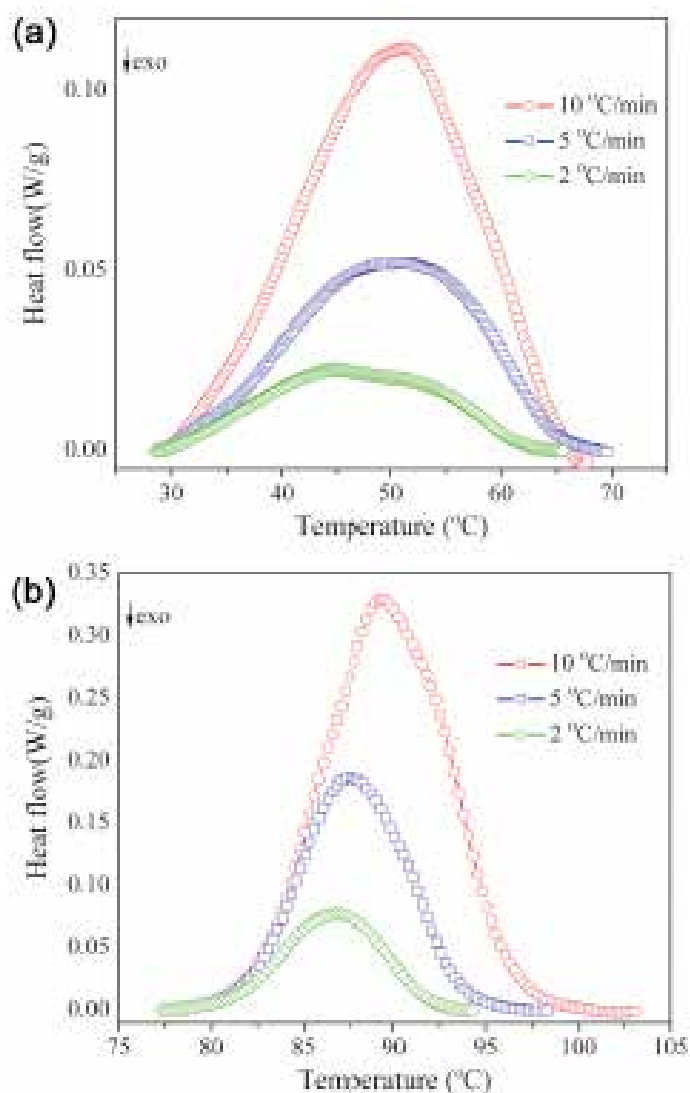 (a)
exo
0.10
0.05
0.00
Heat flow(W/g)
10 °C/min
5 °C/min
2 °C/min
30 40 50 60 70
Temperature (°C)
(b)
exo
0.35
0.30
0.25
0.20
0.15
0.10
0.05
0.00
Heat flow(W/g)
10 °C/min
5 °C/min
2 °C/min
75 80 85 90 95 100 105
Temperature (°C)